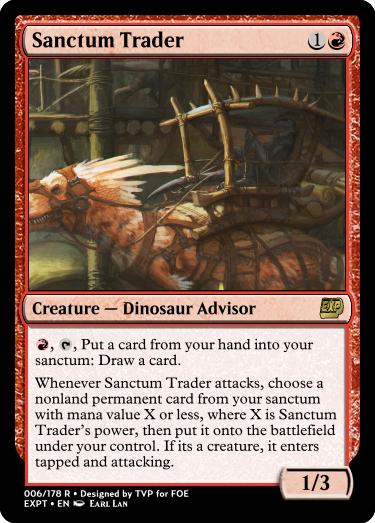 Sanctum Trader 1
Creature — Dinosaur Advisor EXP
, , Put a card from your hand into your
sanctum: Draw a card.
Whenever Sanctum Trader attacks, choose a
nonland permanent card from your sanctum
with mana value X or less, where X is Sanctum
Trader's power, then put it onto the battlefield
under your control. If its a creature, it enters
tapped and attacking.
1/3
006/178 R • Designed by TVP for FOE
EXPT • EN Earl Lan